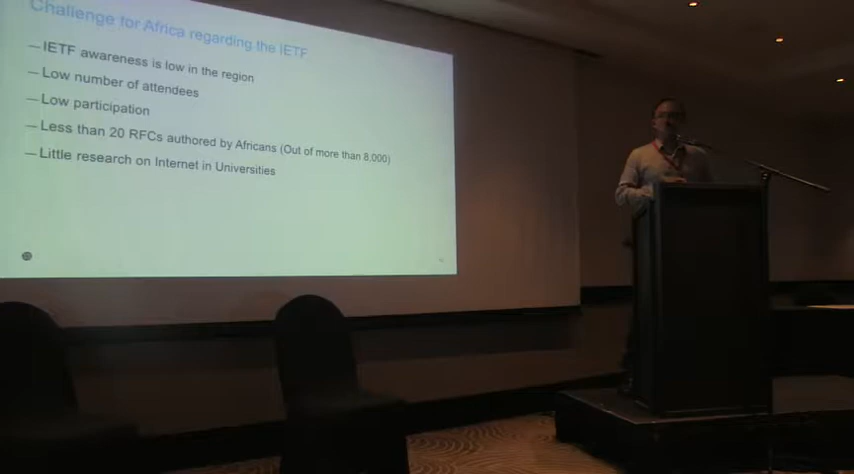 Challenge for Africa regarding the IETF
— IETF awareness is low in the region
— Low number of attendees
— Low participation
— Less than 20 RFCs authored by Africans (Out of more than 8,000)
— Little research on Internet in Universities